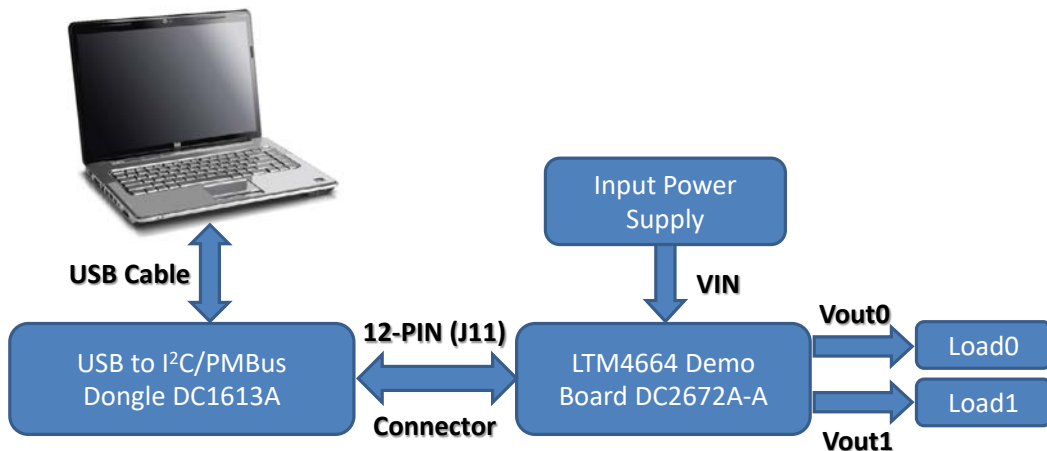 Input Power
Supply
USB Cable
VIN
USB to I²C/PMBus
Dongle DC1613A
12-PIN (J11)
Connector
LTM4664 Demo
Board DC2672A-A
Vout0
Load0
Load1
Vout1